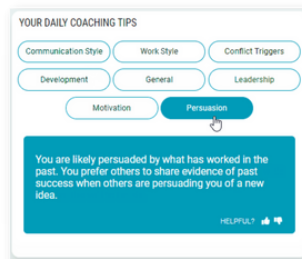 YOUR DAILY COACHING TIPS
Communication Style
Work Style
Conflict Triggers
Development
General
Leadership
Motivation
Persuasion
You are likely persuaded by what has worked in the
past. You prefer others to share evidence of past
success when others are persuading you of a new
idea.
HELPFUL?